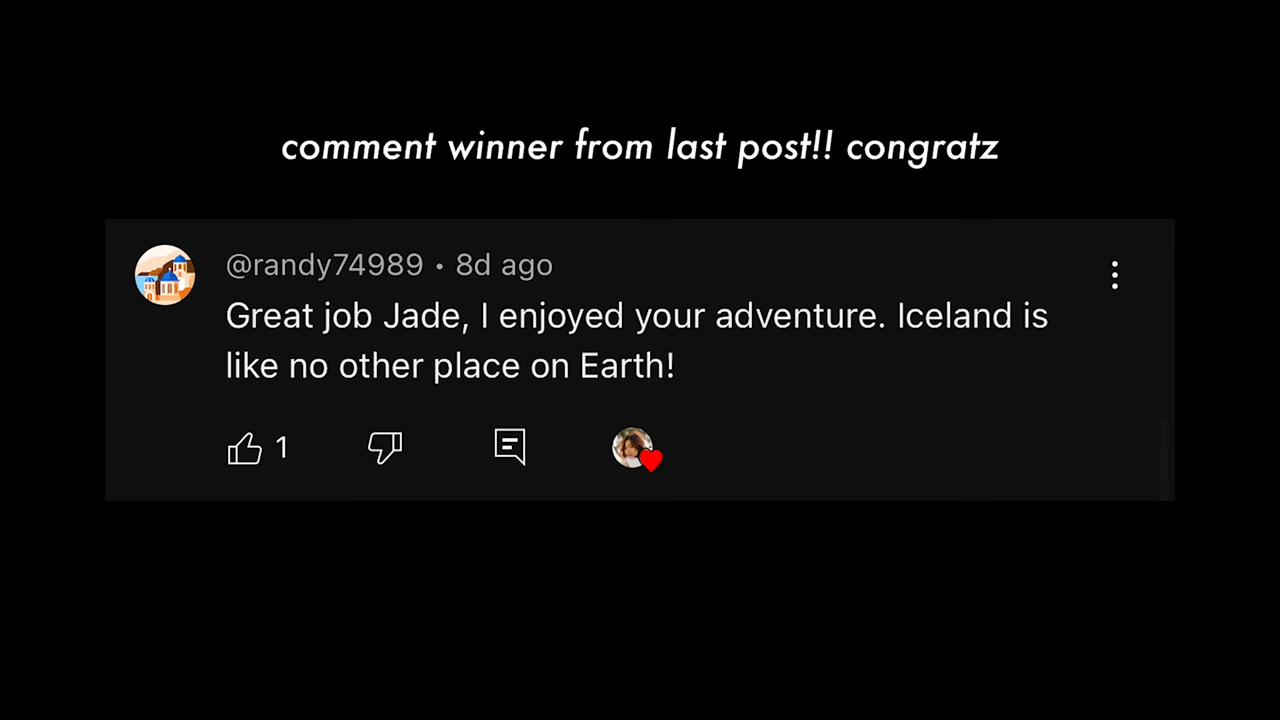 comment winner from last post!! congratz
@randy74989 • 8d ago
Great job Jade, I enjoyed your adventure. Iceland is
like no other place on Earth!
1